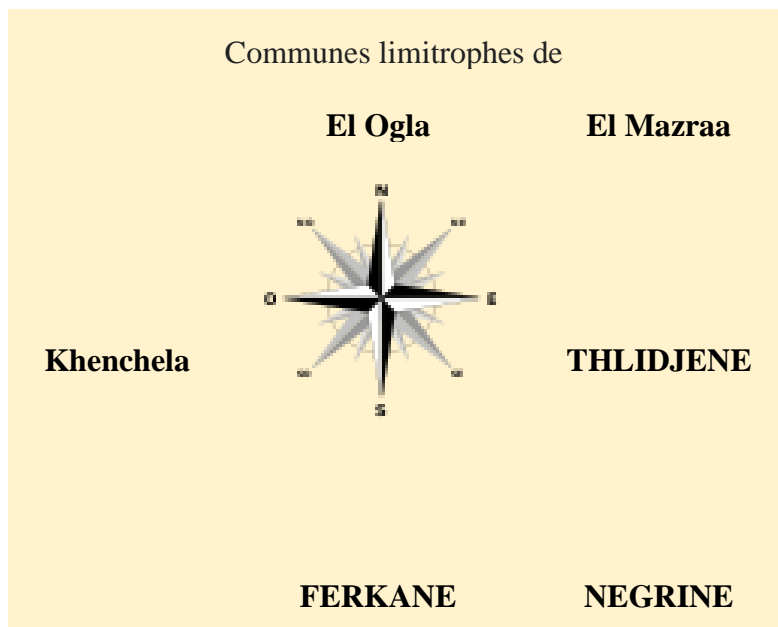 Communes limitrophes de
El Ogla El Mazraa
N
O E
Khenchela THLIDJENE
S
FERKANE NEGRINE